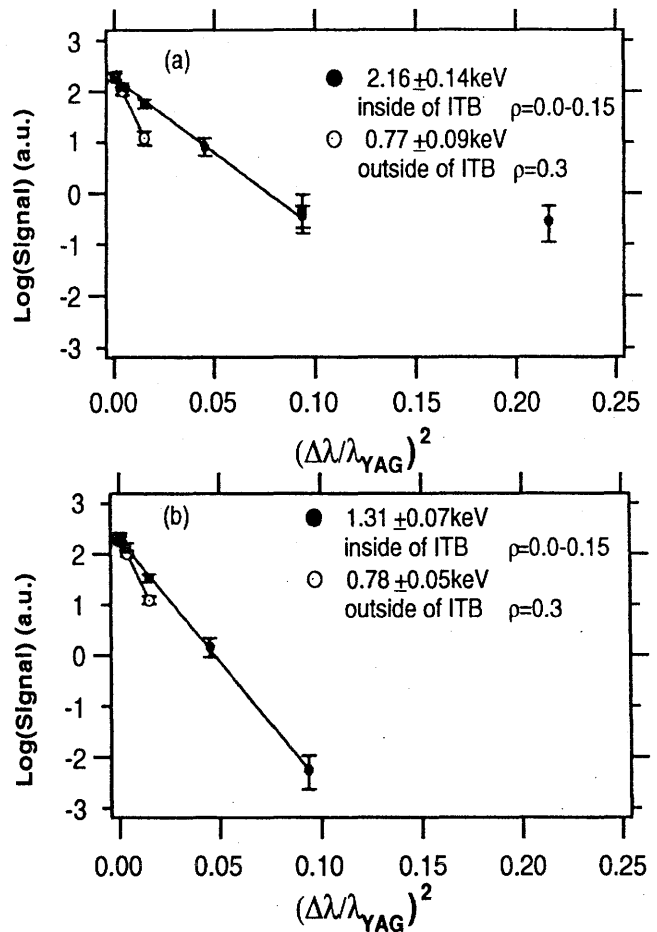 (a)
● 2.16 ±0.14keV
inside of ITB ρ=0.0-0.15
○ 0.77 ±0.09keV
outside of ITB ρ=0.3
Log(Signal) (a.u.)
3
2
1
0
-1
-2
-3
0.00 0.05 0.10 0.15 0.20 0.25
(Δλ/λYAG)²
(b)
● 1.31 ±0.07keV
inside of ITB ρ=0.0-0.15
⊙ 0.78 ±0.05keV
outside of ITB ρ=0.3
Log(Signal) (a.u.)
3
2
1
0
-1
-2
-3
0.00 0.05 0.10 0.15 0.20 0.25
(Δλ/λYAG)²